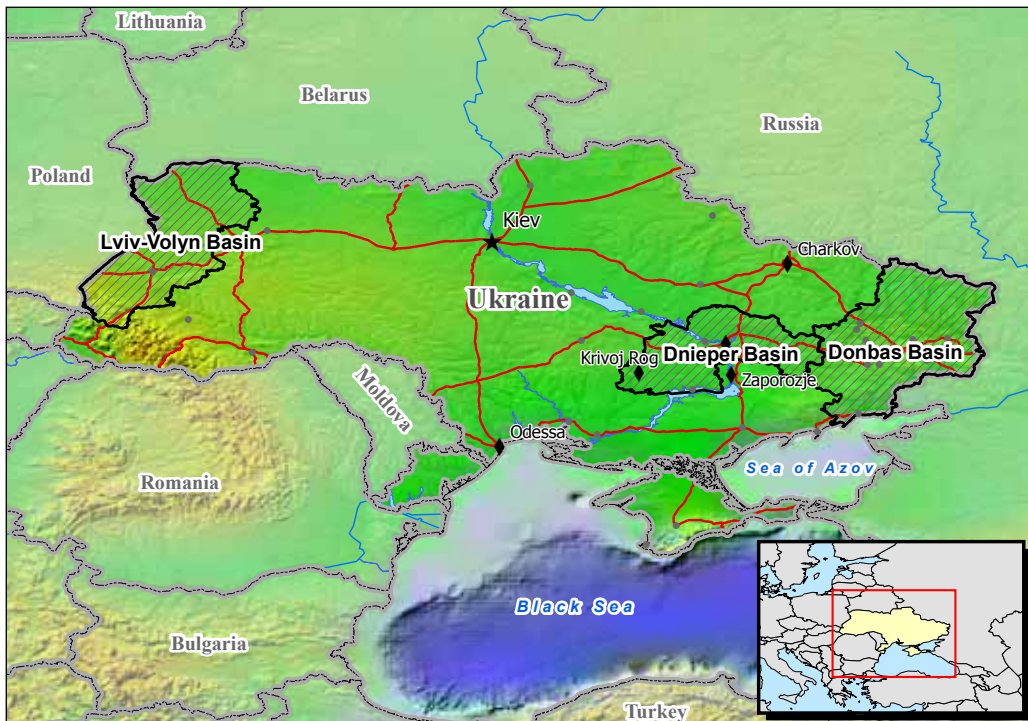 Lithuania
Belarus
Russia
Poland
Kiev
Lviv-Volyn Basin
Charkov
Ukraine
Krivoj Rog
Dnieper Basin
Donbas Basin
Zaporozje
Moldova
Odessa
Sea of Azov
Romania
Black Sea
Bulgaria
Turkey